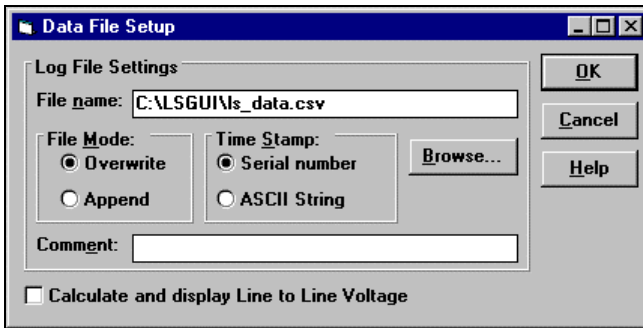 Data File Setup
Log File Settings
File name: C:\LSGUI\ls_data.csv
File Mode:
Overwrite
Append
Time Stamp:
Serial number
ASCII String
Browse...
Comment:
Calculate and display Line to Line Voltage
OK
Cancel
Help